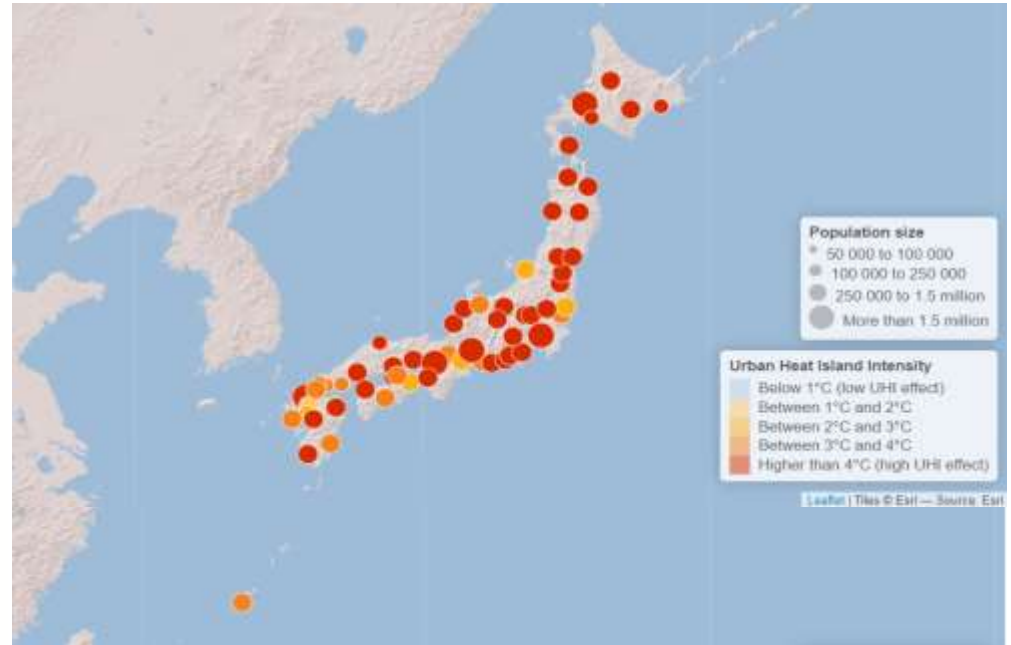 Population size
50 000 to 100 000
100 000 to 250 000
250 000 to 1.5 million
More than 1.5 million
Urban Heat Island Intensity
Below 1°C (low UHI effect)
Between 1°C and 2°C
Between 2°C and 3°C
Between 3°C and 4°C
Higher than 4°C (high UHI effect)
Leaflet | Tiles © Esri — Source: Esri